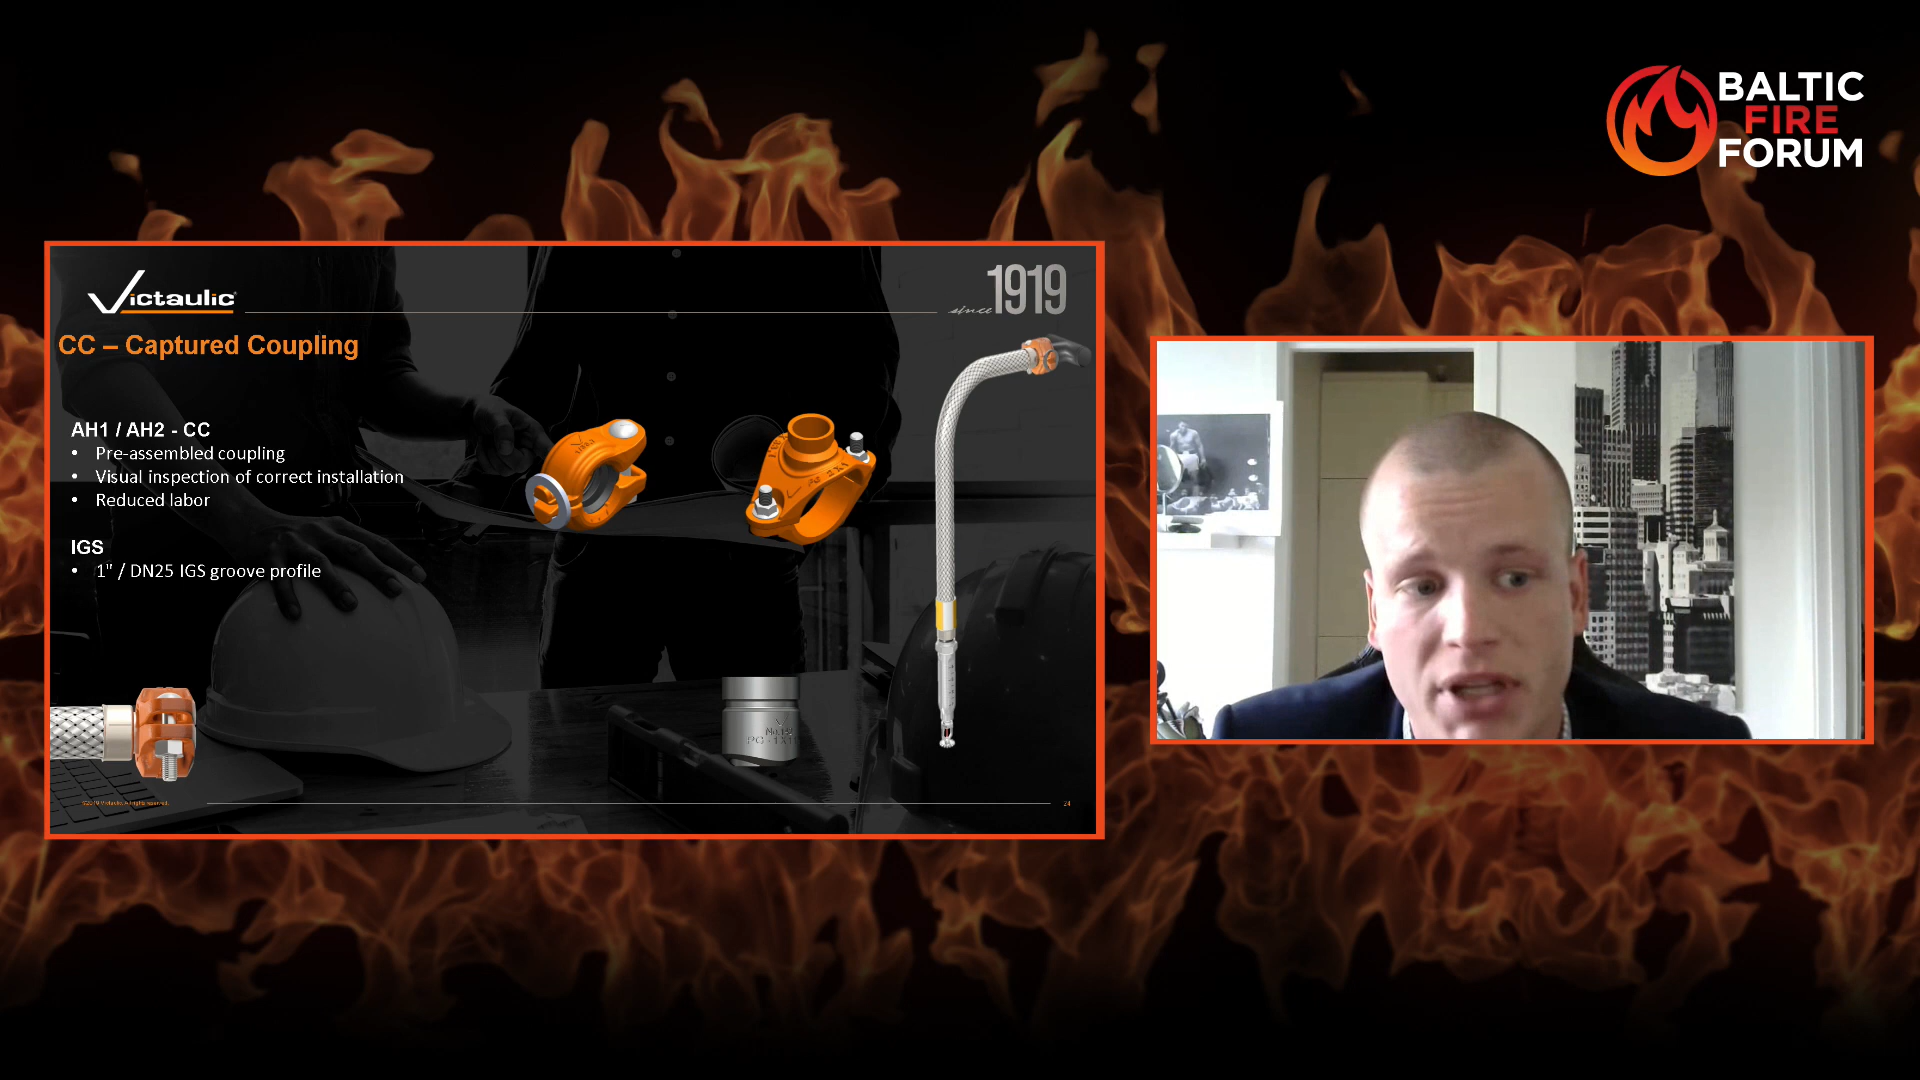 BALTIC
FIRE
FORUM
Victaulic
since 1919
CC – Captured Coupling
AH1 / AH2 - CC
• Pre-assembled coupling
• Visual inspection of correct installation
• Reduced labor
IGS
• 1" / DN25 IGS groove profile
24